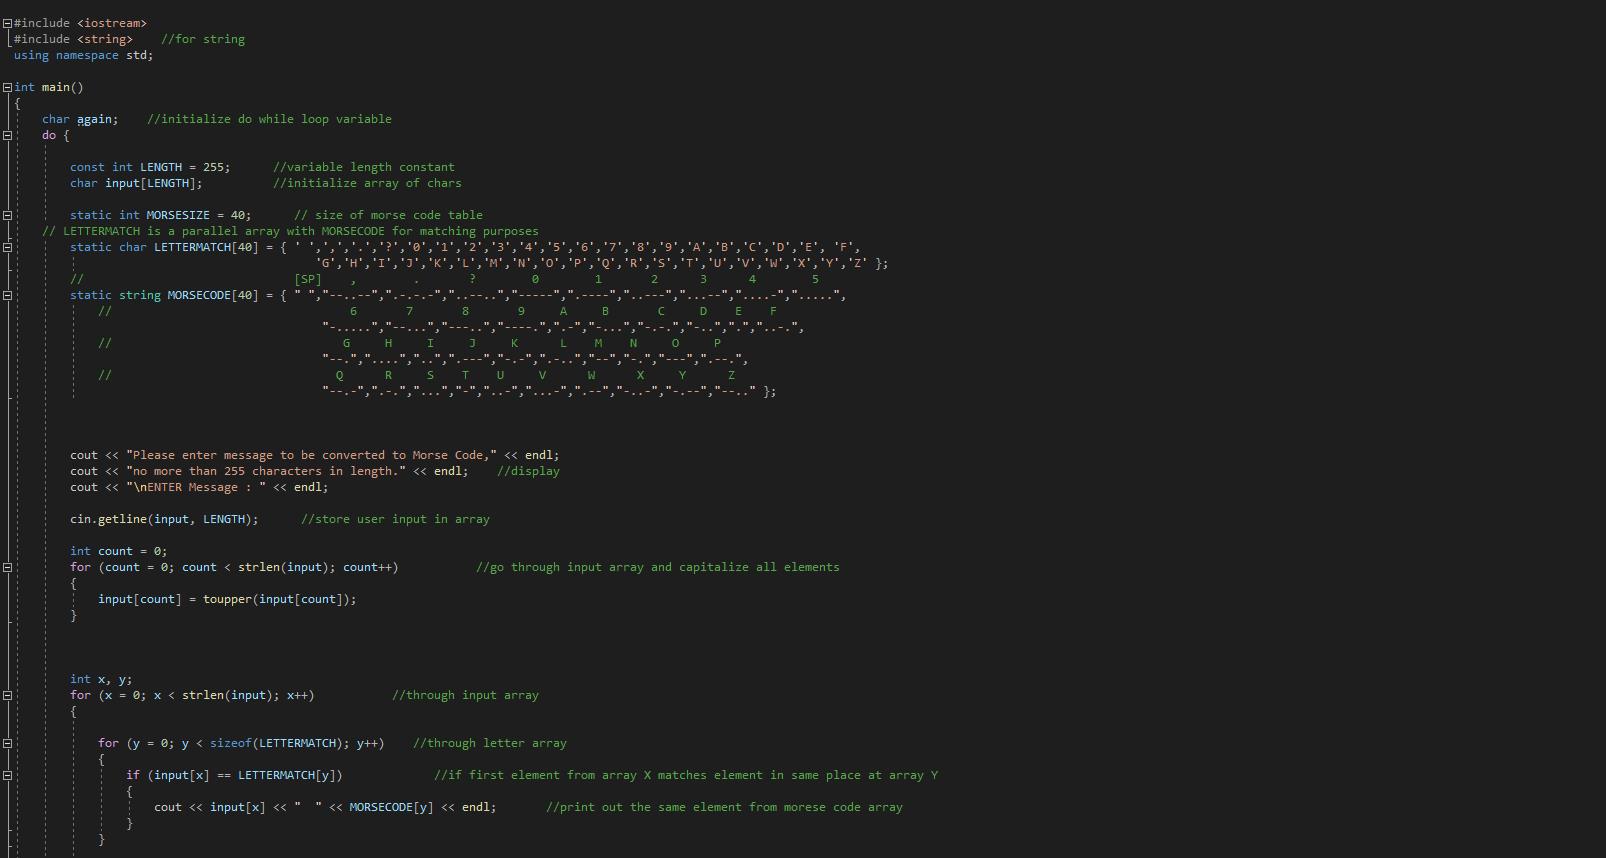 #include <iostream>
#include <string>    //for string
using namespace std;
int main()
{
    char again;    //initialize do while loop variable
    do {
        const int LENGTH = 255;      //variable length constant
        char input[LENGTH];          //initialize array of chars
        static int MORSESIZE = 40;      // size of morse code table
    // LETTERMATCH is a parallel array with MORSECODE for matching purposes
        static char LETTERMATCH[40] = { ' ',',','.','?','0','1','2','3','4','5','6','7','8','9','A','B','C','D','E', 'F',
                                           'G','H','I','J','K','L','M','N','O','P','Q','R','S','T','U','V','W','X','Y','Z' };
        //                              [SP]    ,        .       ?        0        1       2      3      4        5
        static string MORSECODE[40] = { " ","--..--",".-.-.-","..--..","-----",".----","..---","...--","....-",".....",
            //                                  6       7       8       9     A     B       C     D    E    F
                                            "-.....","--...","---..","----.",".-","-...","-.-.","-..",".","..-.",
            //                                 G     H     I     J     K      L    M    N     O     P
                                            "--.","....","..",".---","-.-",".-..","--","-.","---",".--.",
            //                                Q      R     S    T    U     V      W      X     Y      Z
                                            "--.-",".-.","...","-","..-","...-",".--","-..-","-.--","--.." };
        cout << "Please enter message to be converted to Morse Code," << endl;
        cout << "no more than 255 characters in length." << endl;    //display
        cout << "\nENTER Message : " << endl;
        cin.getline(input, LENGTH);      //store user input in array
        int count = 0;
        for (count = 0; count < strlen(input); count++)           //go through input array and capitalize all elements
        {
            input[count] = toupper(input[count]);
        }
        int x, y;
        for (x = 0; x < strlen(input); x++)           //through input array
        {
            for (y = 0; y < sizeof(LETTERMATCH); y++)    //through letter array
            {
                if (input[x] == LETTERMATCH[y])             //if first element from array X matches element in same place at array Y
                {
                    cout << input[x] << "  " << MORSECODE[y] << endl;       //print out the same element from morese code array
                }
            }